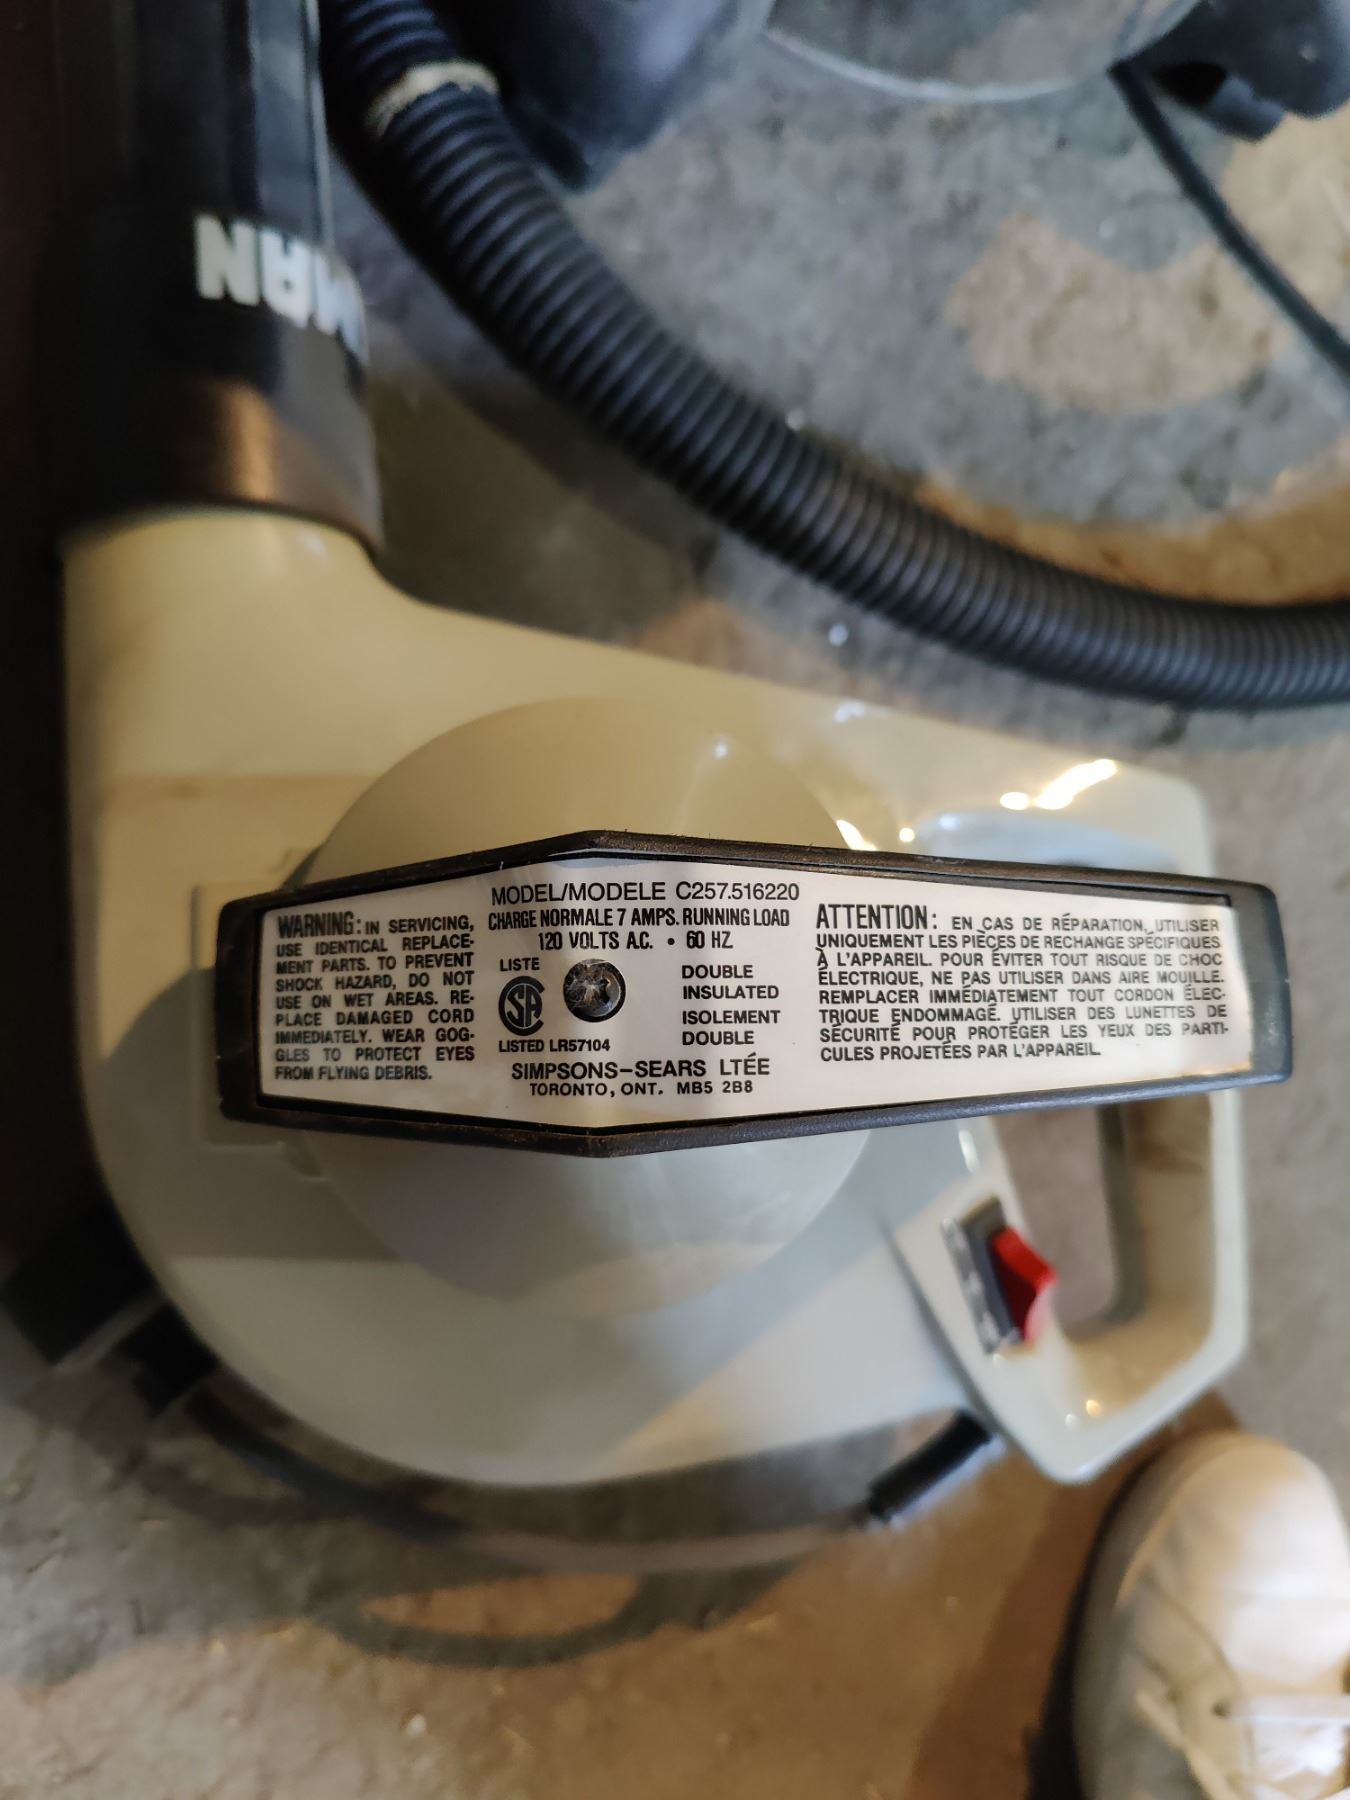 MAN
MODEL/MODELE C257.516220
CHARGE NORMALE 7 AMPS. RUNNING LOAD
120 VOLTS A.C. • 60 HZ
WARNING: IN SERVICING,
USE IDENTICAL REPLACE-
MENT PARTS. TO PREVENT
SHOCK HAZARD, DO NOT
USE ON WET AREAS. RE-
PLACE DAMAGED CORD
IMMEDIATELY. WEAR GOG-
GLES TO PROTECT EYES
FROM FLYING DEBRIS.
LISTE
SA
LISTED LR57104
DOUBLE
INSULATED
ISOLEMENT
DOUBLE
SIMPSONS-SEARS LTÉE
TORONTO, ONT. MB5 2B8
ATTENTION: EN CAS DE RÉPARATION, UTILISER
UNIQUEMENT LES PIÈCES DE RECHANGE SPÉCIFIQUES
À L'APPAREIL. POUR ÉVITER TOUT RISQUE DE CHOC
ÉLECTRIQUE, NE PAS UTILISER DANS AIRE MOUILLE.
REMPLACER IMMÉDIATEMENT TOUT CORDON ÉLEC-
TRIQUE ENDOMMAGÉ. UTILISER DES LUNETTES DE
SÉCURITÉ POUR PROTÉGER LES YEUX DES PARTI-
CULES PROJETÉES PAR L'APPAREIL.